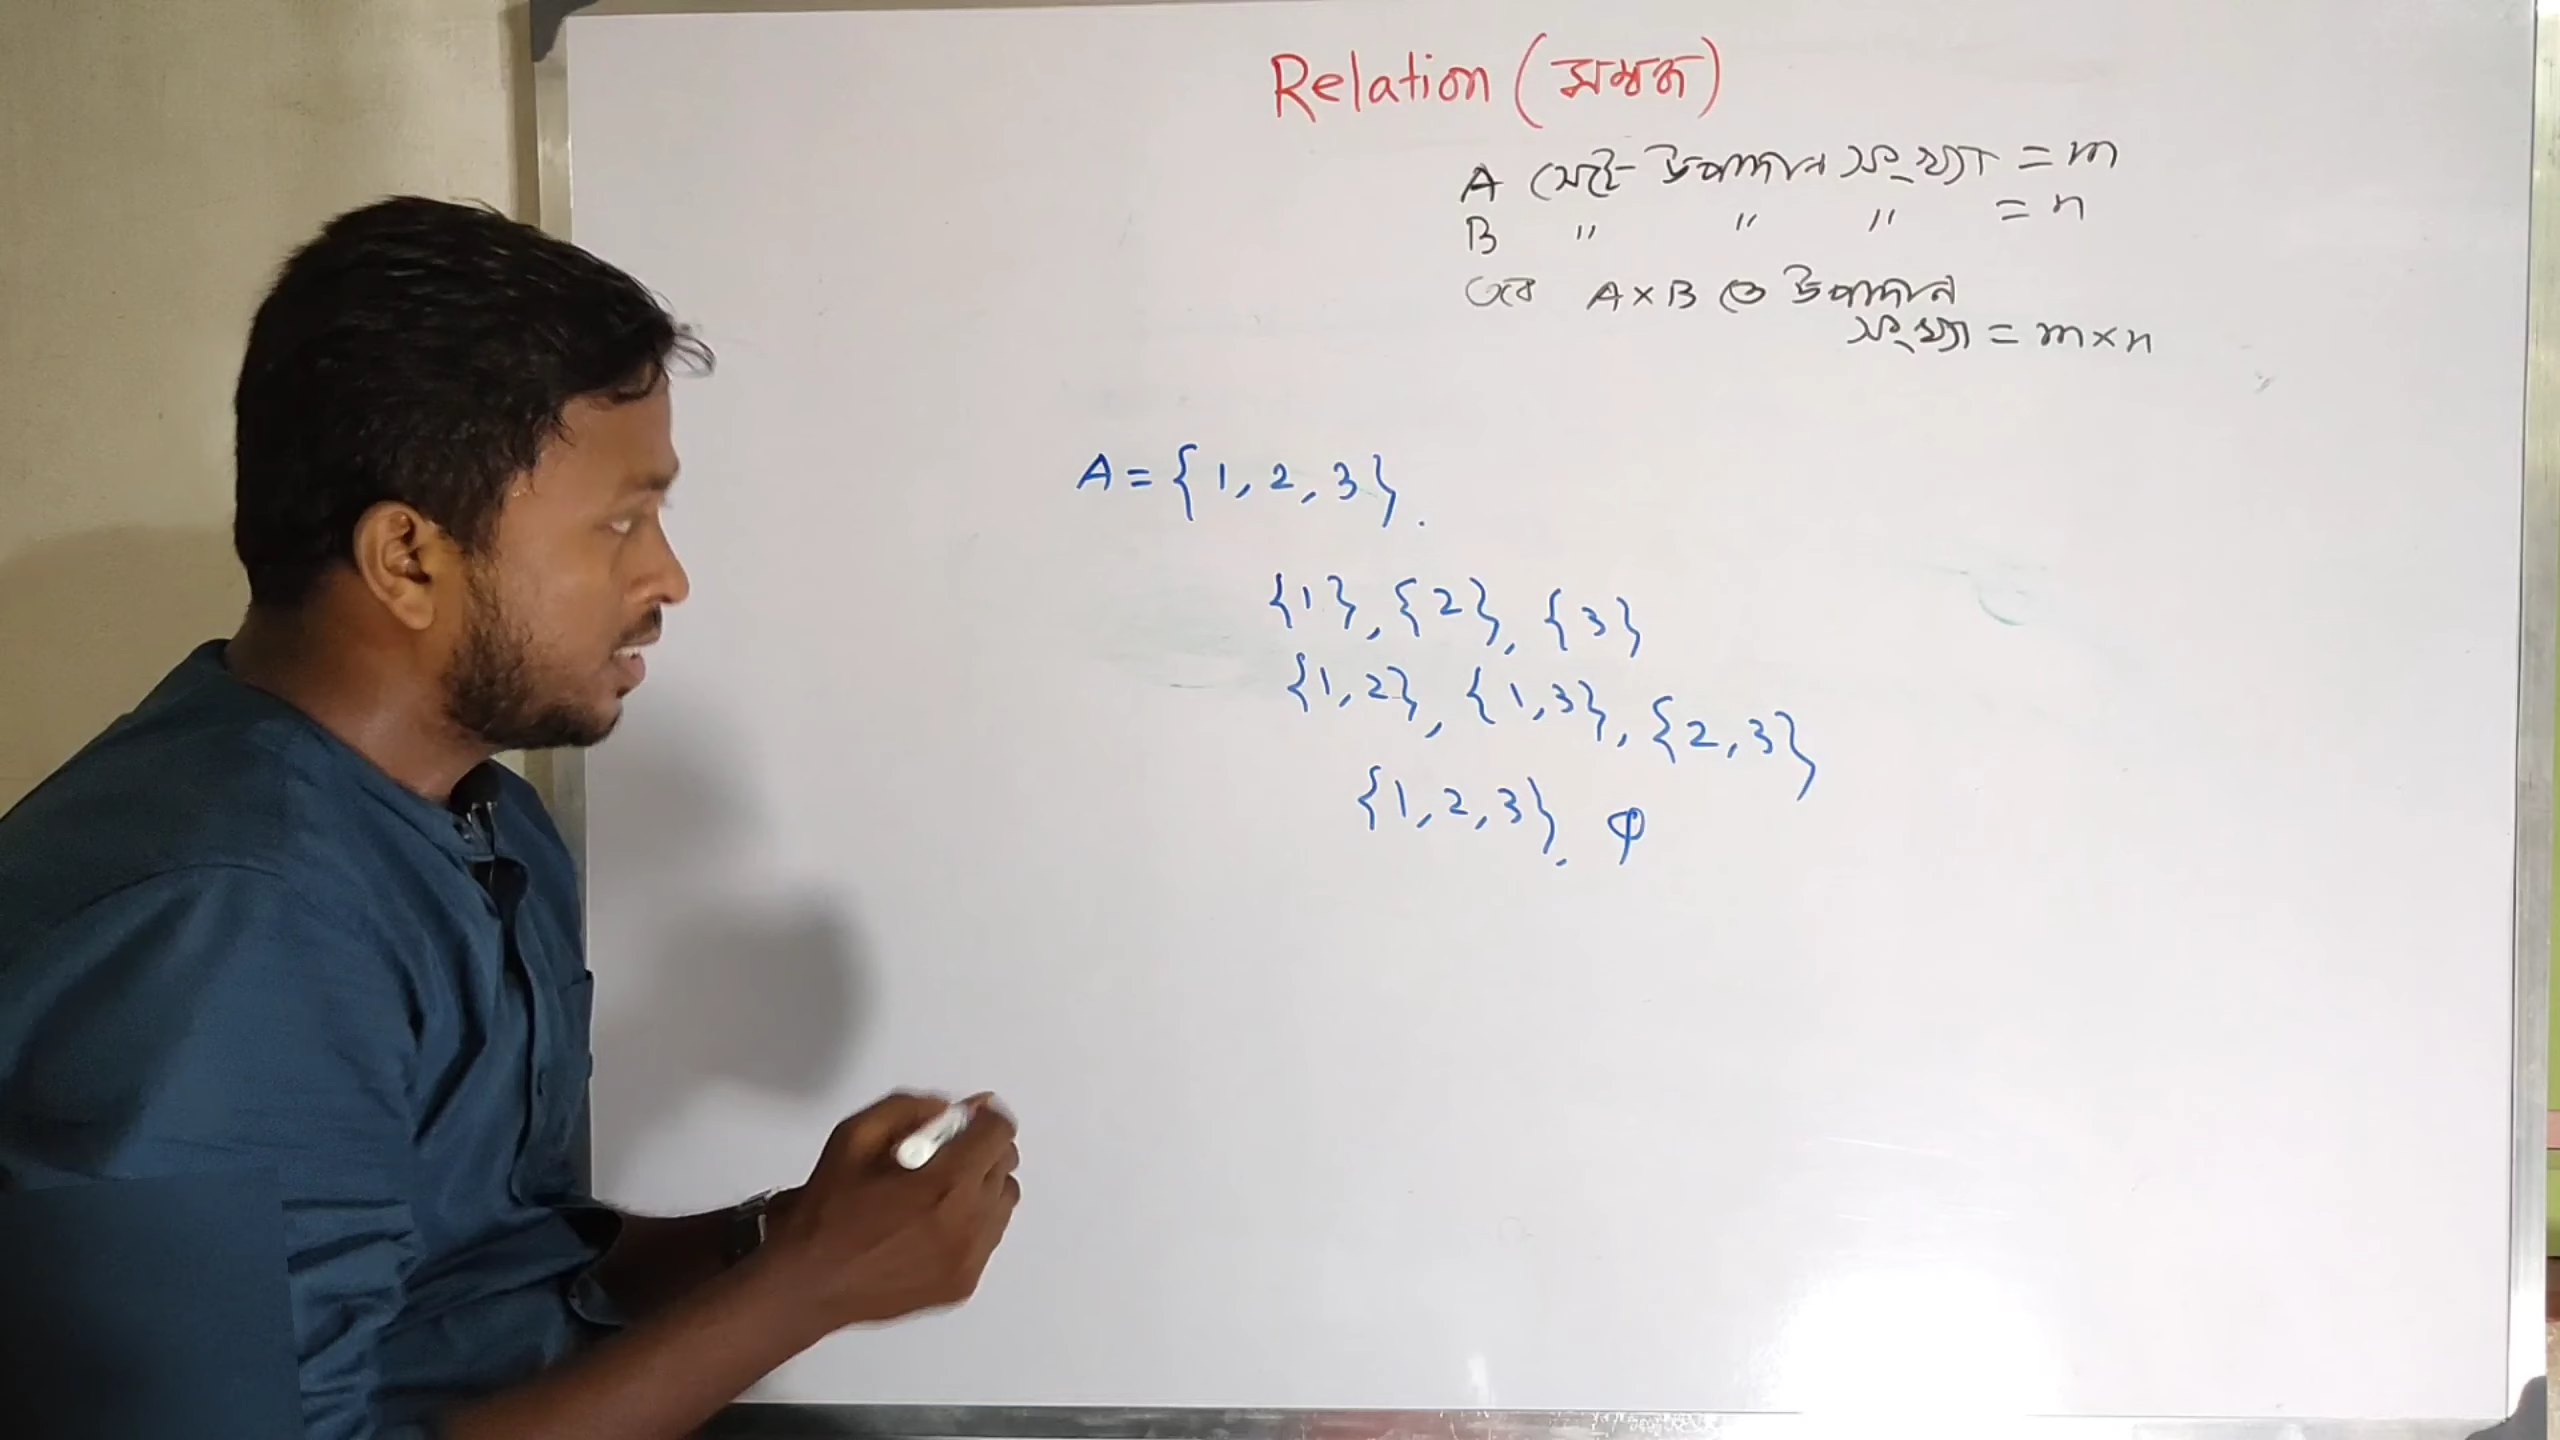 Relation (সম্বন্ধ)
A সেট উপাদান সংখ্যা = m
B " " " = n
তবে A×B তে উপাদান
সংখ্যা = m×n
A = {1, 2, 3}.
{1}, {2}, {3}
{1, 2}, {1, 3}, {2, 3}
{1, 2, 3}. φ